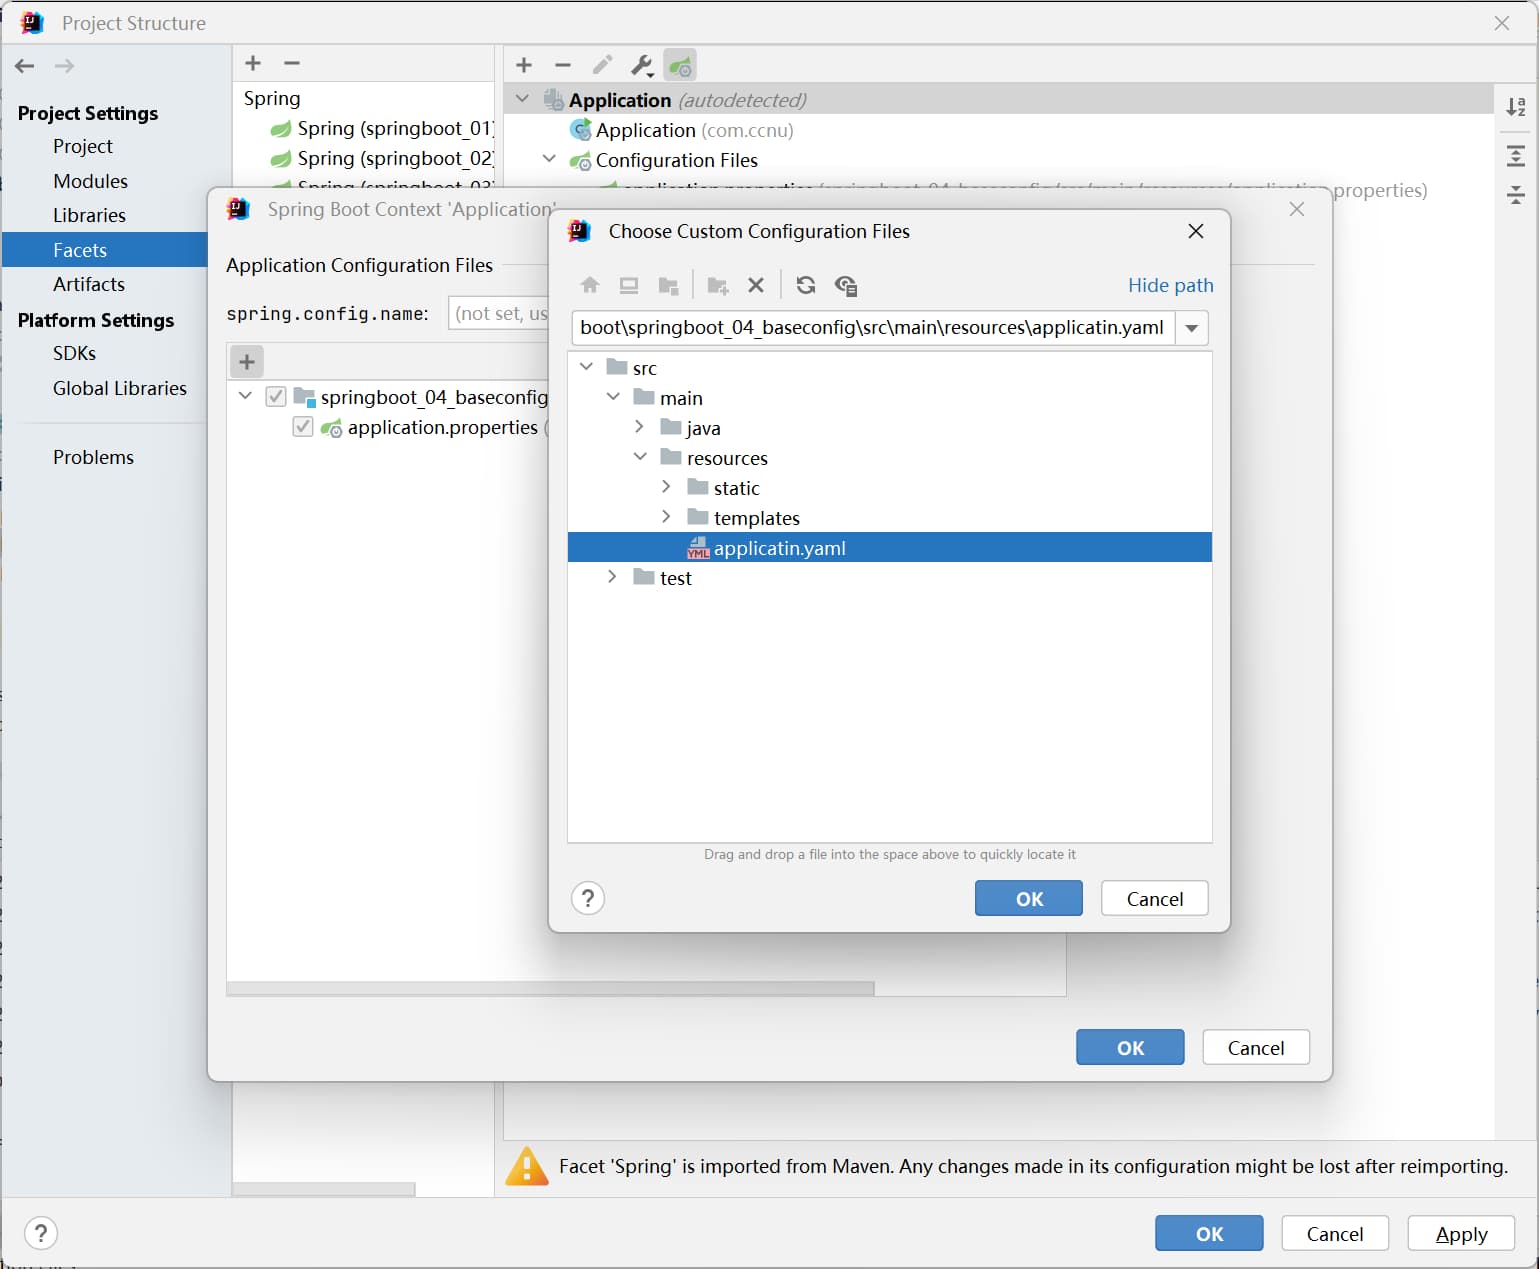 Project Structure
Project Settings
Project
Modules
Libraries
Facets
Artifacts
Platform Settings
SDKs
Global Libraries
Problems
Spring
Spring (springboot_01)
Spring (springboot_02)
Application (autodetected)
Application (com.ccnu)
Configuration Files
properties)
Spring Boot Context 'Application'
Application Configuration Files
spring.config.name:
(not set, us
springboot_04_baseconfig
application.properties (
Choose Custom Configuration Files
Hide path
boot\springboot_04_baseconfig\src\main\resources\applicatin.yaml
src
main
java
resources
static
templates
YML applicatin.yaml
test
Drag and drop a file into the space above to quickly locate it
?
OK
Cancel
OK
Cancel
Facet 'Spring' is imported from Maven. Any changes made in its configuration might be lost after reimporting.
?
OK
Cancel
Apply